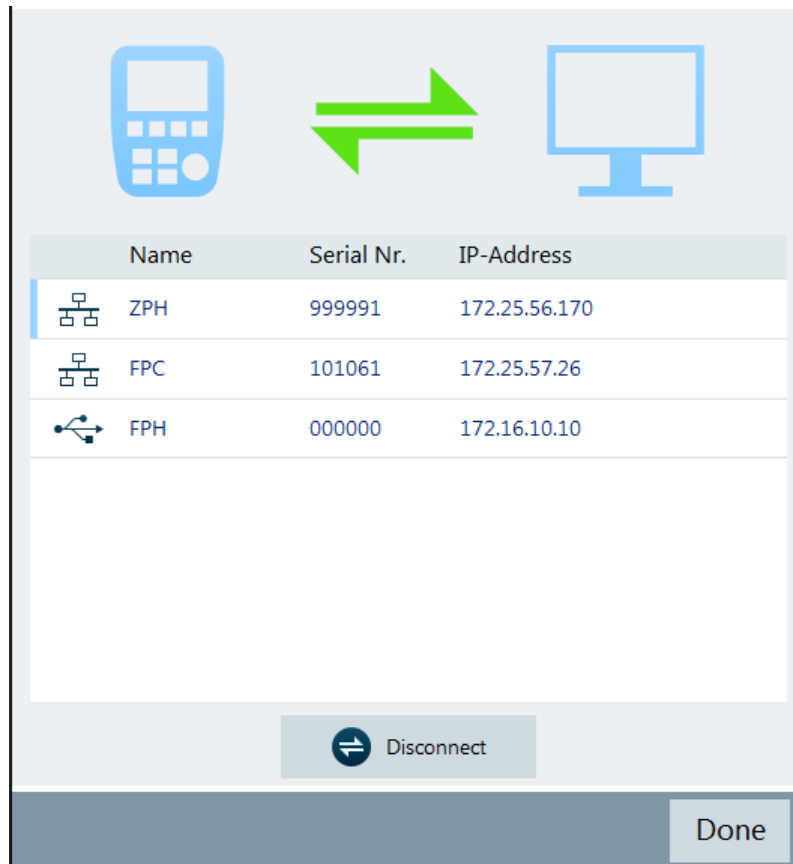 Name Serial Nr. IP-Address
ZPH 999991 172.25.56.170
FPC 101061 172.25.57.26
FPH 000000 172.16.10.10
Disconnect
Done